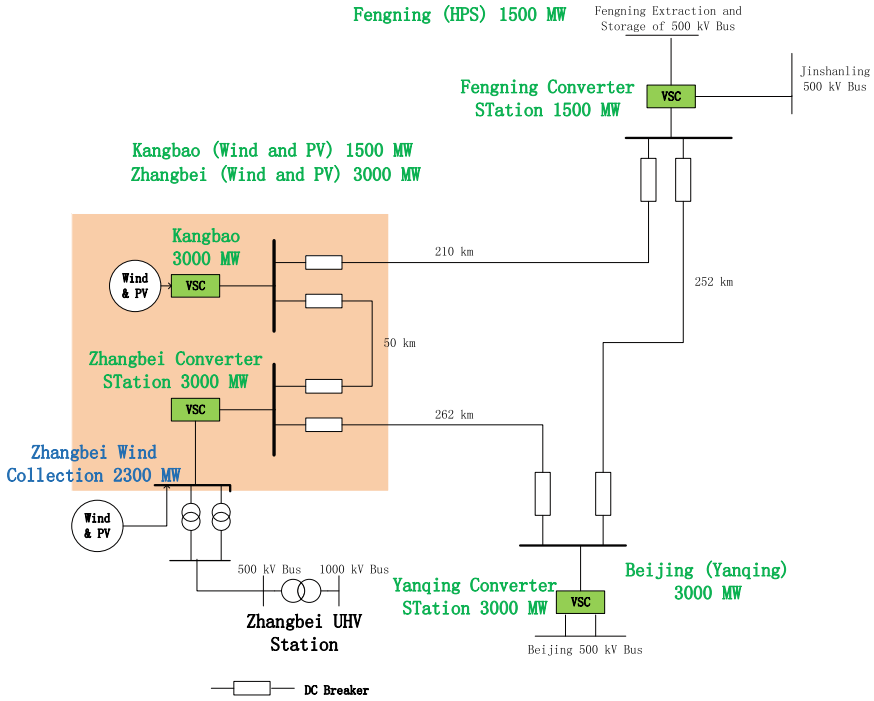 Fengning (HPS) 1500 MW
Fengning Extraction and
Storage of 500 kV Bus
Jinshanling
500 kV Bus
Fengning Converter
STation 1500 MW
VSC
Kangbao (Wind and PV) 1500 MW
Zhangbei (Wind and PV) 3000 MW
Kangbao
3000 MW
Wind
& PV
VSC
210 km
252 km
50 km
Zhangbei Converter
STation 3000 MW
VSC
262 km
Zhangbei Wind
Collection 2300 MW
Wind
& PV
500 kV Bus
1000 kV Bus
Zhangbei UHV
Station
Yanqing Converter
STation 3000 MW
VSC
Beijing (Yanqing)
3000 MW
Beijing 500 kV Bus
DC Breaker